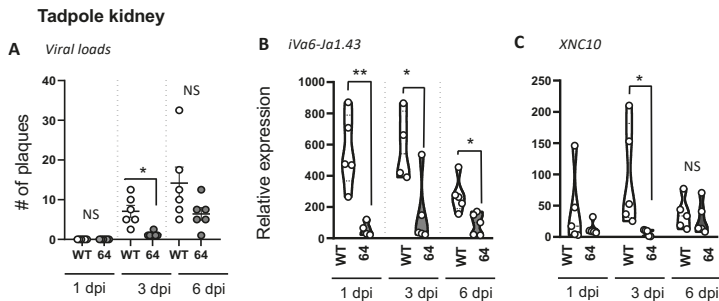 Tadpole kidney
A Viral loads
# of plaques
40
30
20
10
0
NS
*
NS
WT 64 WT 64 WT 64
1 dpi 3 dpi 6 dpi
B iVa6-Ja1.43
Relative expression
1000
800
600
400
200
0
**
*
*
WT 64 WT 64 WT 64
1 dpi 3 dpi 6 dpi
C XNC10
250
200
150
100
50
0
*
NS
WT 64 WT 64 WT 64
1 dpi 3 dpi 6 dpi